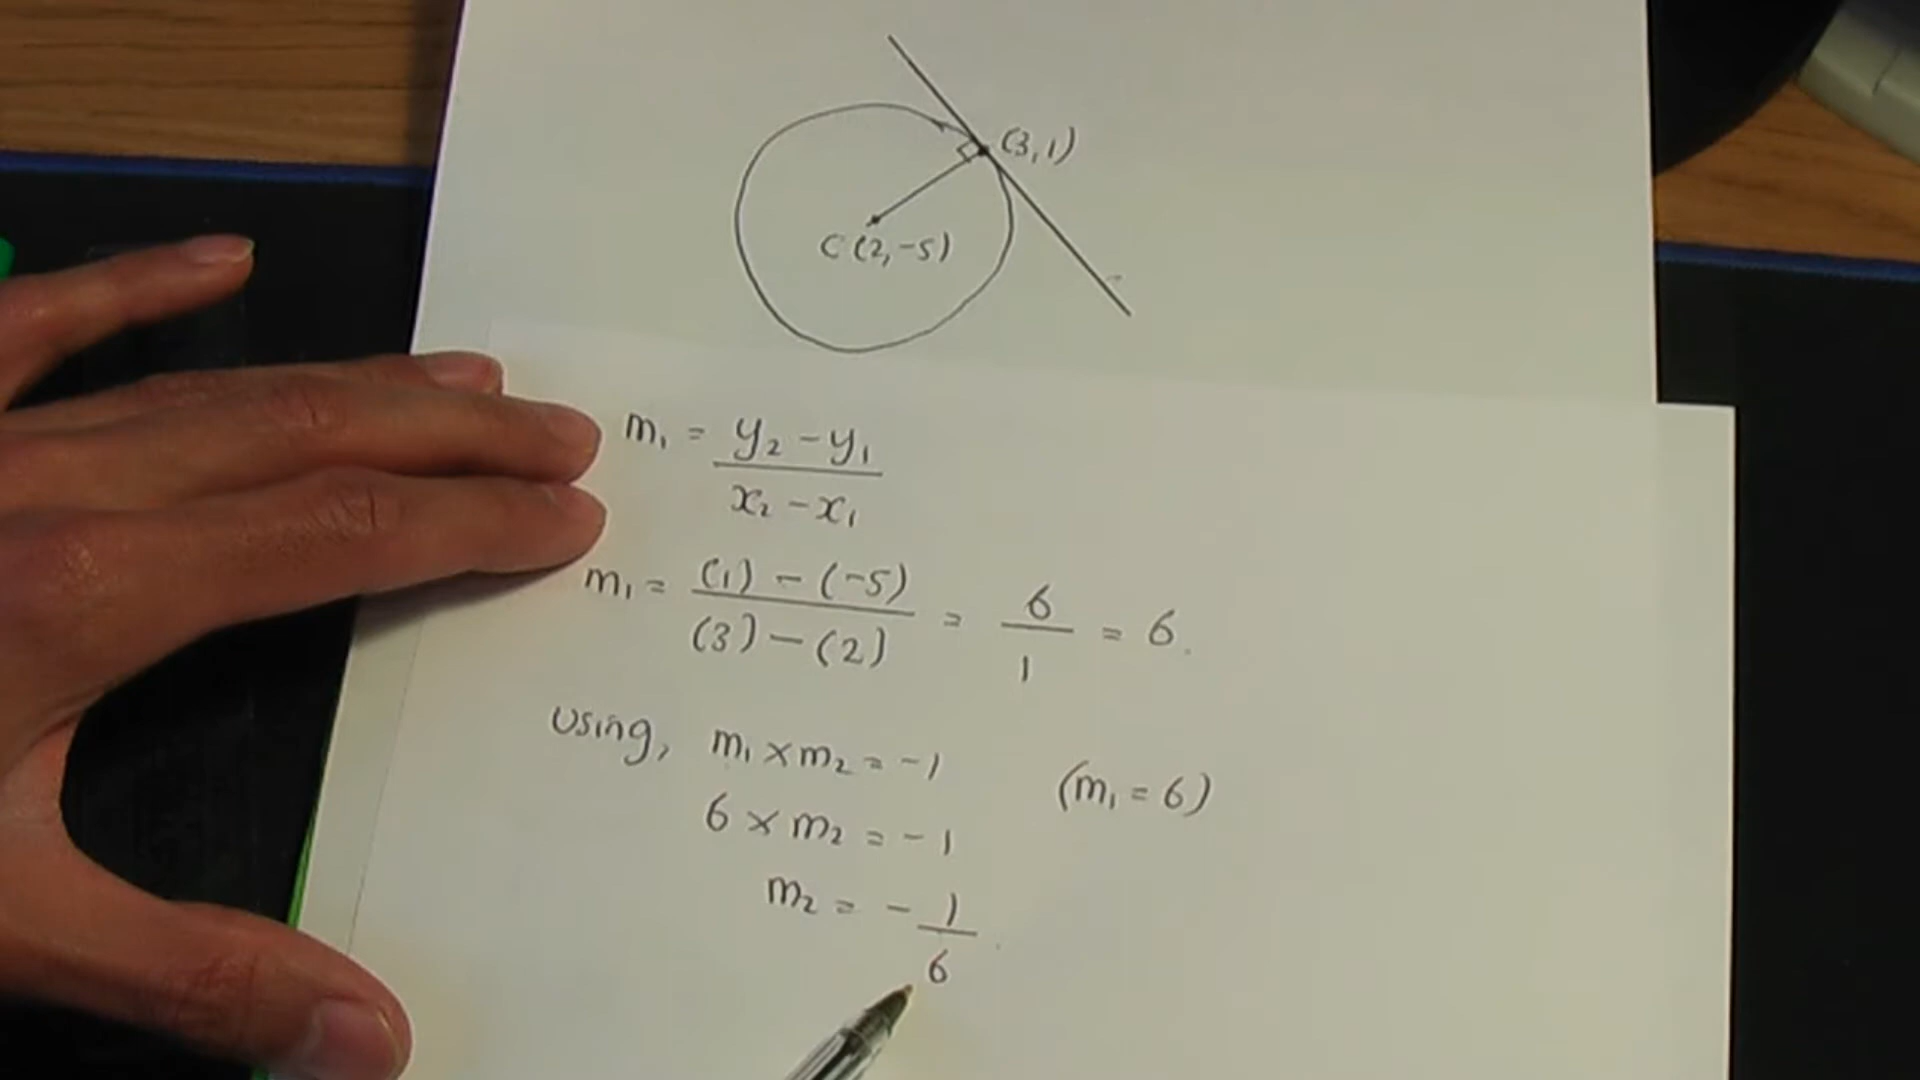 (3,1)
C(2,-5)
m₁ = y₂ - y₁ / x₂ - x₁
m₁ = (1) - (-5) / (3) - (2) = 6 / 1 = 6.
Using, m₁ × m₂ = -1 (m₁ = 6)
6 × m₂ = -1
m₂ = - 1 / 6